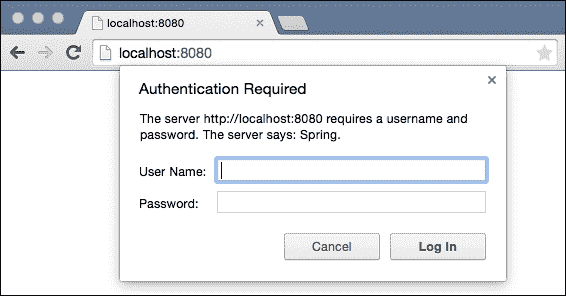 localhost:8080
localhost:8080
Authentication Required
The server http://localhost:8080 requires a username and
password. The server says: Spring.
User Name:
Password:
Cancel Log In